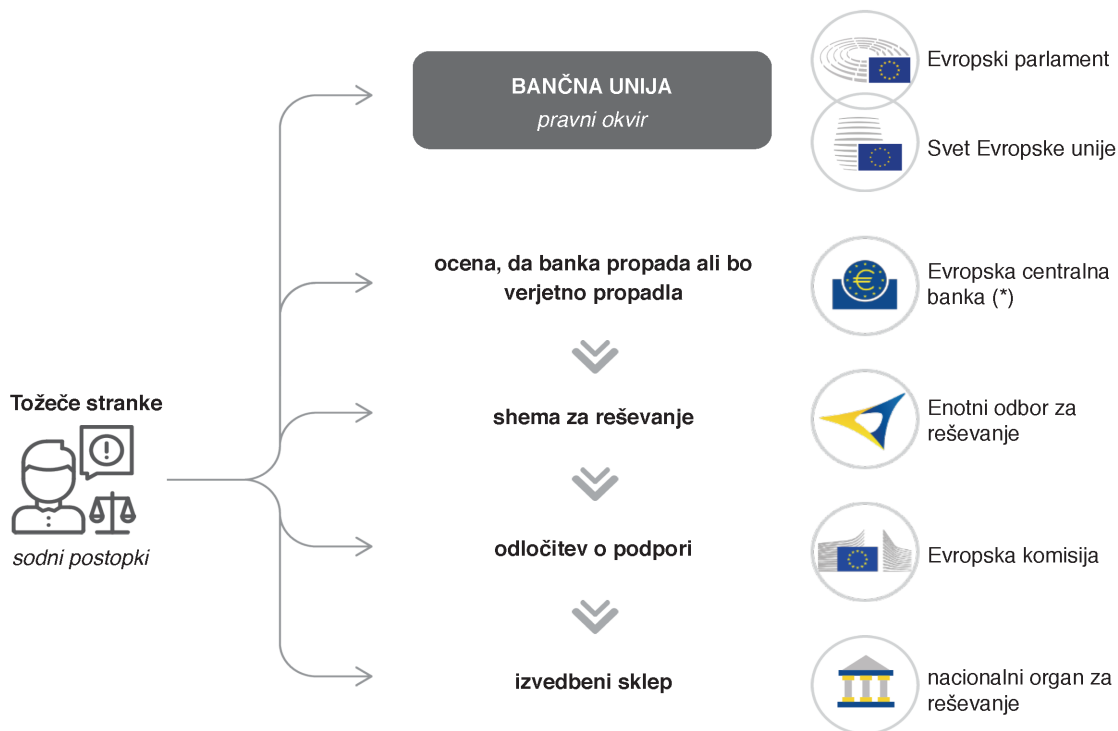 BANČNA UNIJA
pravni okvir
Evropski parlament
Svet Evropske unije
ocena, da banka propada ali bo
verjetno propadla
Evropska centralna
banka (*)
Tožeče stranke
sodni postopki
shema za reševanje
Enotni odbor za
reševanje
odločitev o podpori
Evropska komisija
izvedbeni sklep
nacionalni organ za
reševanje